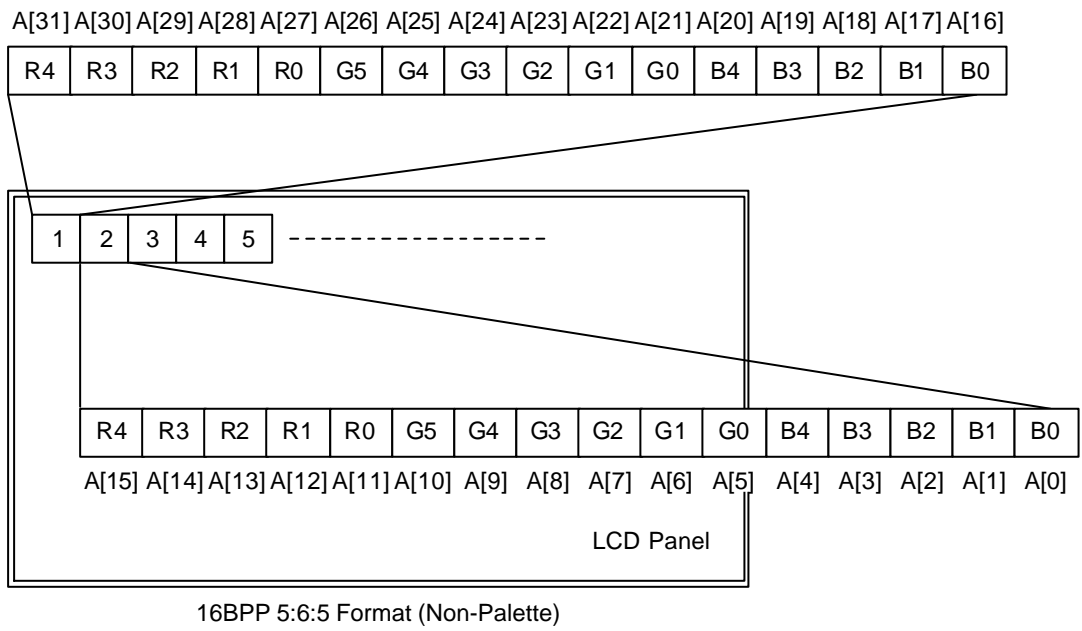 A[31] A[30] A[29] A[28] A[27] A[26] A[25] A[24] A[23] A[22] A[21] A[20] A[19] A[18] A[17] A[16]
R4 R3 R2 R1 R0 G5 G4 G3 G2 G1 G0 B4 B3 B2 B1 B0
1 2 3 4 5
R4 R3 R2 R1 R0 G5 G4 G3 G2 G1 G0 B4 B3 B2 B1 B0
A[15] A[14] A[13] A[12] A[11] A[10] A[9] A[8] A[7] A[6] A[5] A[4] A[3] A[2] A[1] A[0]
LCD Panel
16BPP 5:6:5 Format (Non-Palette)